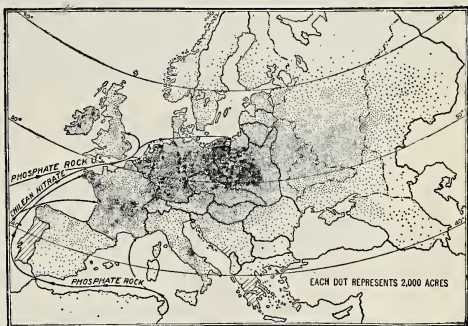 PHOSPHATE ROCK U.S.
CHILEAN NITRATE
PHOSPHATE ROCK
EACH DOT REPRESENTS 2,000 ACRES